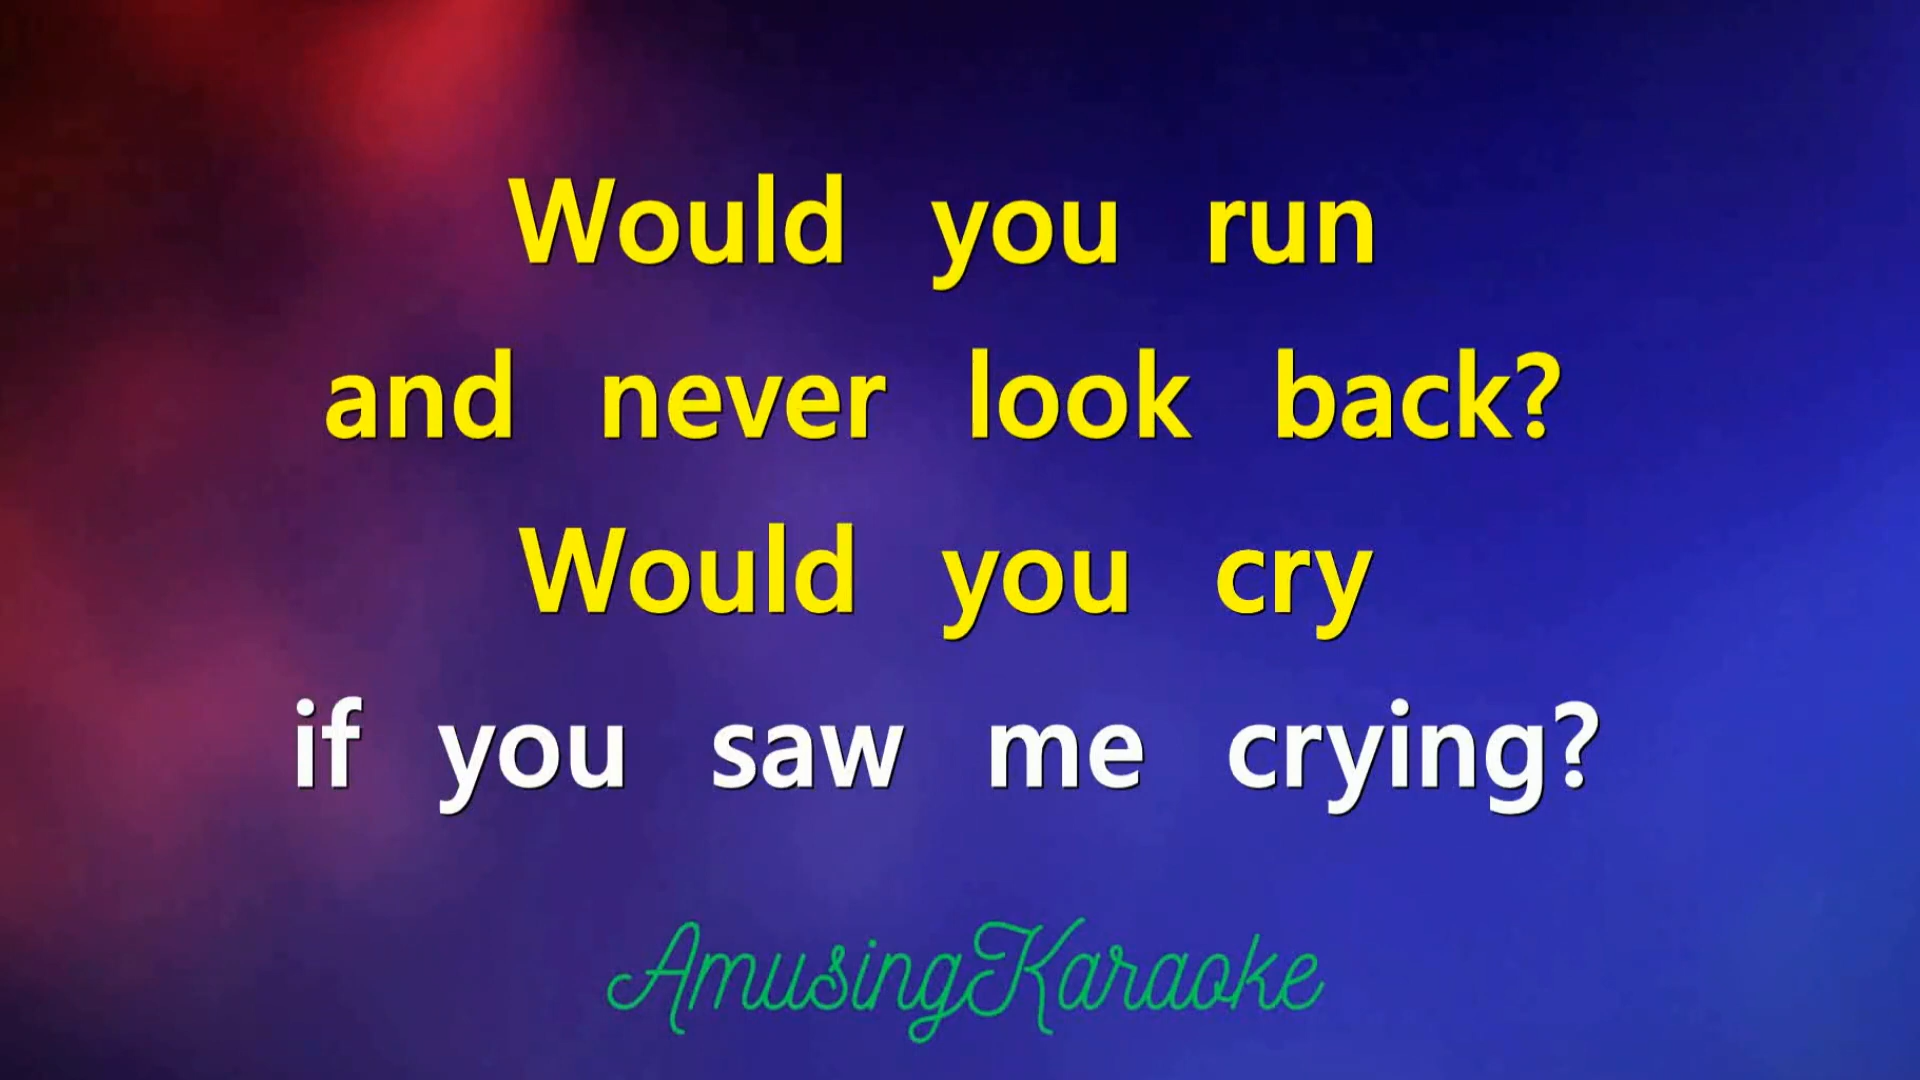 Would you run
and never look back?
Would you cry
if you saw me crying?
AmusingKaraoke